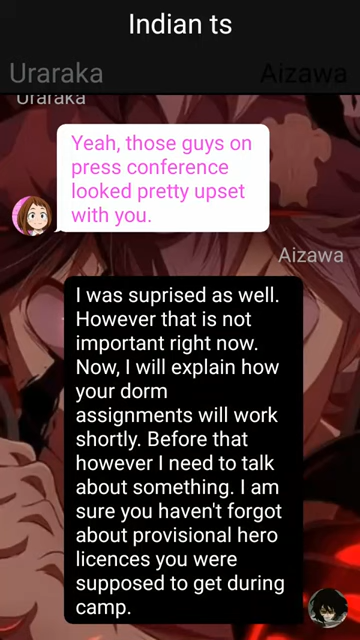 Indian ts
Uraraka
Aizawa
Uraraka
Yeah, those guys on
press conference
looked pretty upset
with you.
Aizawa
I was suprised as well.
However that is not
important right now.
Now, I will explain how
your dorm
assignments will work
shortly. Before that
however I need to talk
about something. I am
sure you haven't forgot
about provisional hero
licences you were
supposed to get during
camp.